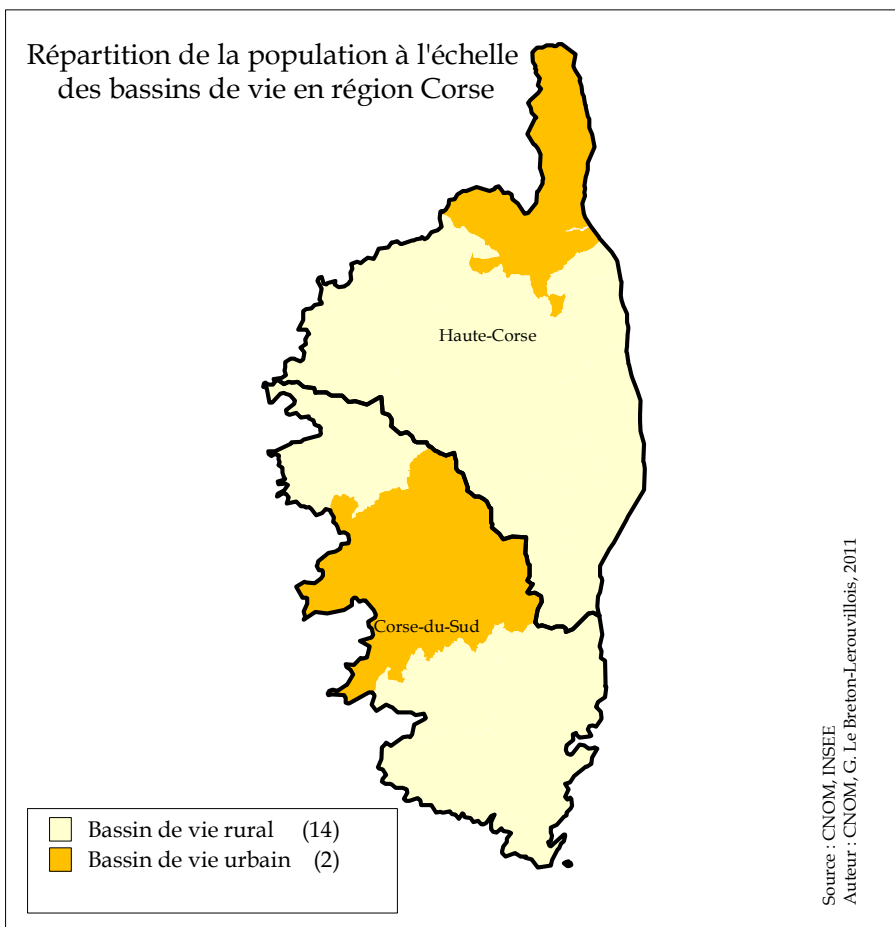 Répartition de la population à l'échelle
des bassins de vie en région Corse
Haute-Corse
Corse-du-Sud
Bassin de vie rural (14)
Bassin de vie urbain (2)
Source : CNOM, INSEE
Auteur : CNOM, G. Le Breton-Lerouvillois, 2011